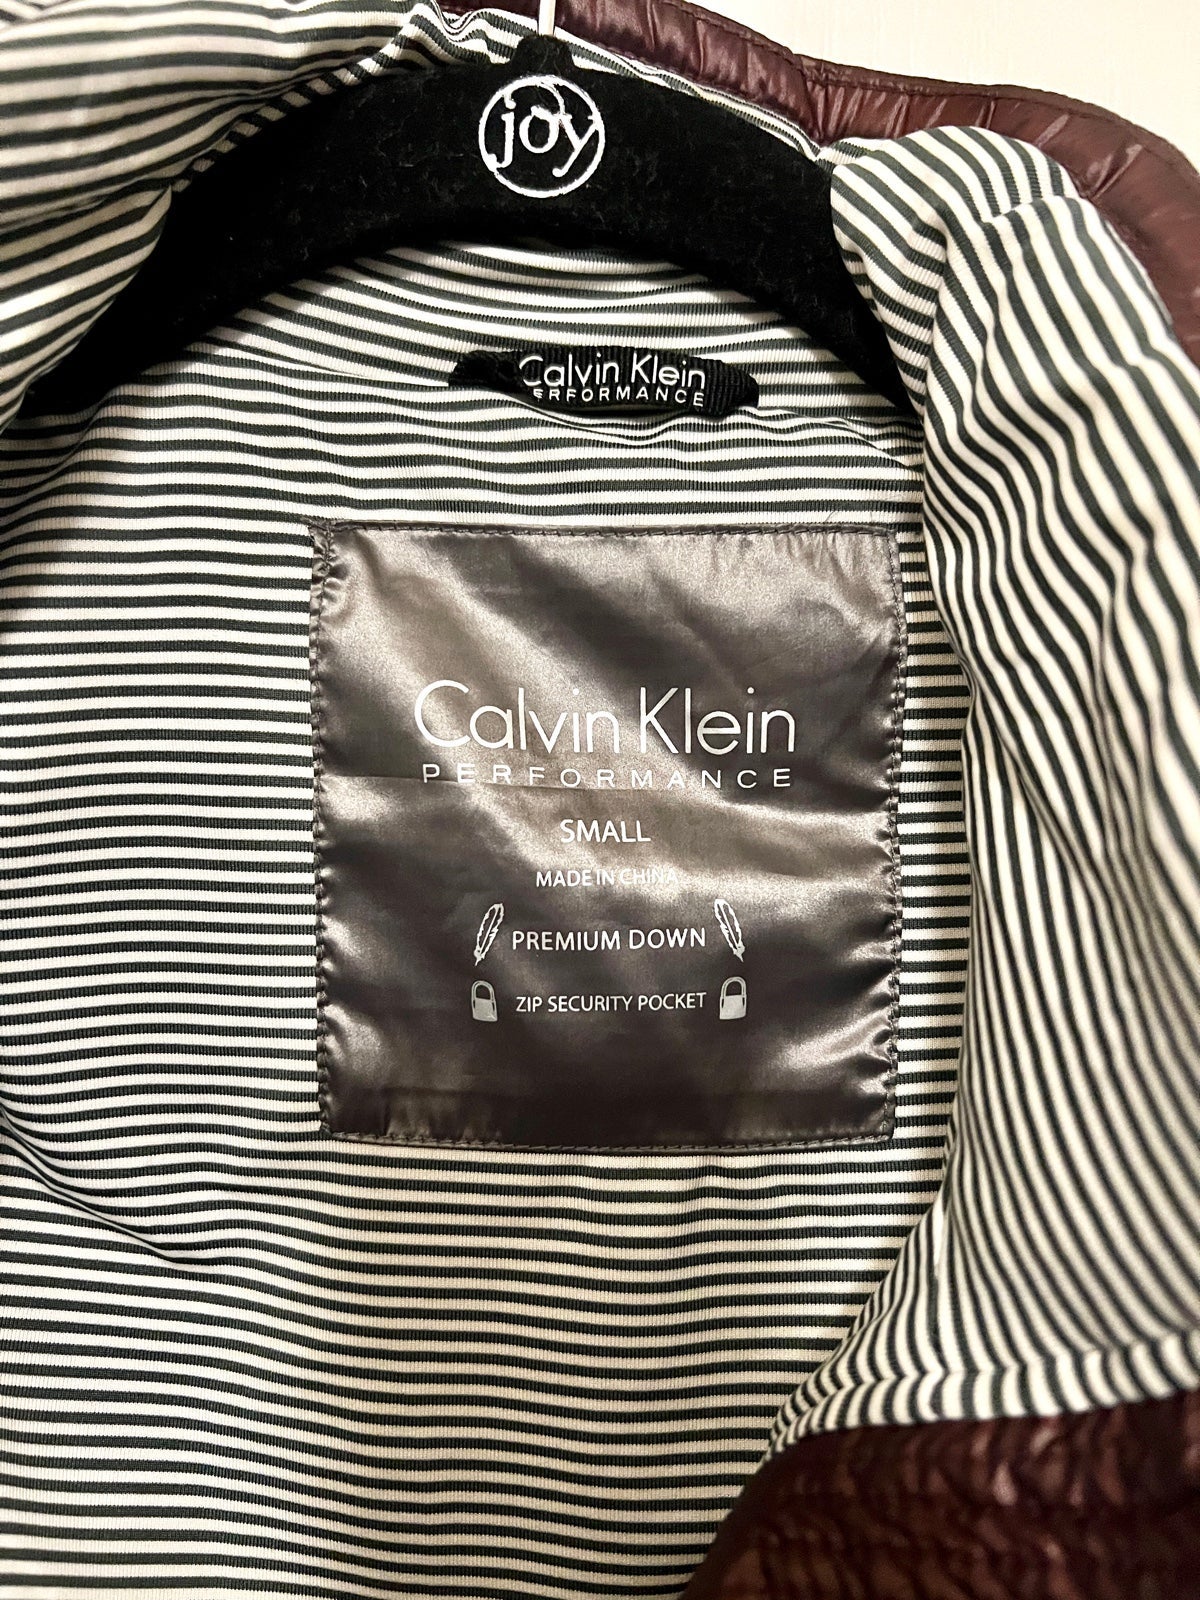 joy
Calvin Klein
PERFORMANCE
Calvin Klein
PERFORMANCE
SMALL
MADE IN CHINA
PREMIUM DOWN
ZIP SECURITY POCKET